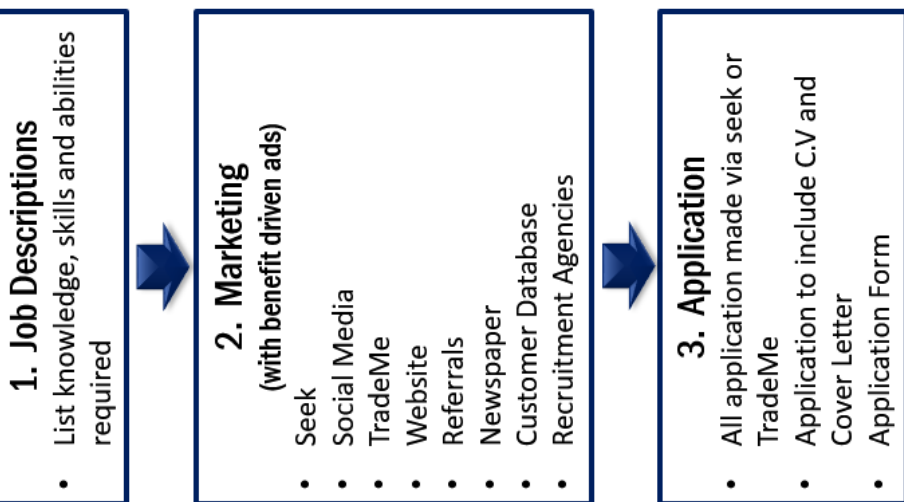 1. Job Descriptions
• List knowledge, skills and abilities
required
2. Marketing
(with benefit driven ads)
• Seek
• Social Media
• TradeMe
• Website
• Referrals
• Newspaper
• Customer Database
• Recruitment Agencies
3. Application
• All application made via seek or
TradeMe
• Application to include C.V and
Cover Letter
• Application Form